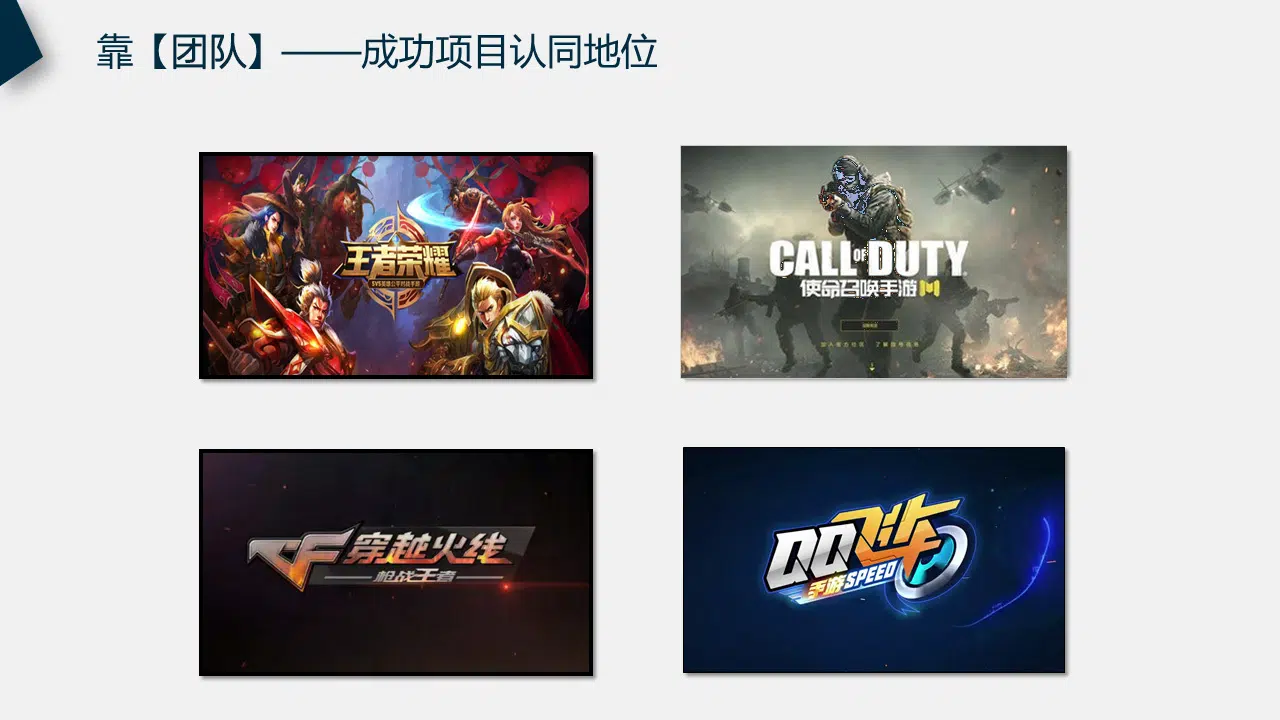 靠【团队】——成功项目认同地位
王者荣耀
5V5英雄公平对战手游
CALL OF DUTY
使命召唤手游
CF 穿越火线
枪战王者
QQ飞车
手游 SPEED